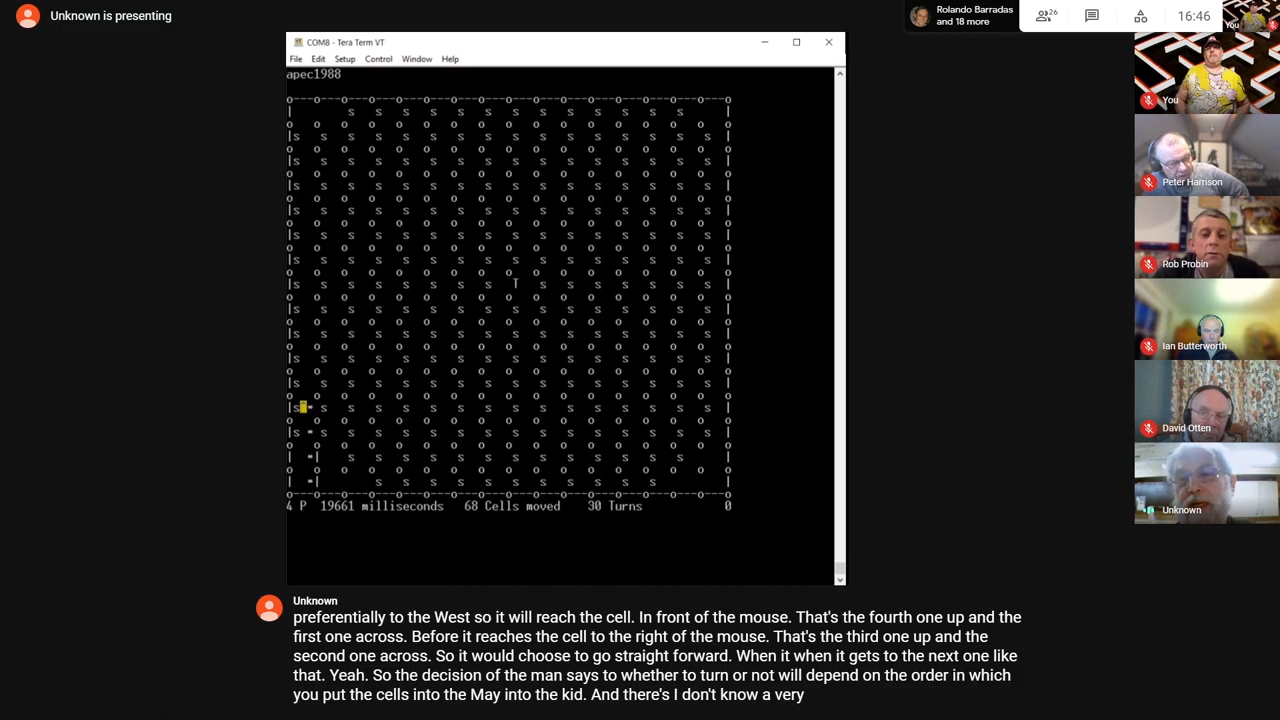 Unknown is presenting
Rolando Barradas
and 18 more
26
16:46
You
COM8 - Tera Term VT
File Edit Setup Control Window Help
apec1988
o---o---o---o---o---o---o---o---o---o---o---o---o---o---o---o---o
|        s   s   s   s   s   s   s   s   s   s   s   s   s      |
o   o   o   o   o   o   o   o   o   o   o   o   o   o   o   o   o
|s   s   s   s   s   s   s   s   s   s   s   s   s   s   s   s  |
o   o   o   o   o   o   o   o   o   o   o   o   o   o   o   o   o
|s   s   s   s   s   s   s   s   s   s   s   s   s   s   s   s  |
o   o   o   o   o   o   o   o   o   o   o   o   o   o   o   o   o
|s   s   s   s   s   s   s   s   s   s   s   s   s   s   s   s  |
o   o   o   o   o   o   o   o   o   o   o   o   o   o   o   o   o
|s   s   s   s   s   s   s   s   s   s   s   s   s   s   s   s  |
o   o   o   o   o   o   o   o   o   o   o   o   o   o   o   o   o
|s   s   s   s   s   s   s   s   s   s   s   s   s   s   s   s  |
o   o   o   o   o   o   o   o   o   o   o   o   o   o   o   o   o
|s   s   s   s   s   s   s   s   s   s   s   s   s   s   s   s  |
o   o   o   o   o   o   o   o   o   o   o   o   o   o   o   o   o
|s   s   s   s   s   s   s   s       s   s   s   s   s   s   s  |
o   o   o   o   o   o   o   o   o   o   o   o   o   o   o   o   o
|s   s   s   s   s   s   s   s   s   s   s   s   s   s   s   s  |
o   o   o   o   o   o   o   o   o   o   o   o   o   o   o   o   o
|s   s   s   s   s   s   s   s   s   s   s   s   s   s   s   s  |
o   o   o   o   o   o   o   o   o   o   o   o   o   o   o   o   o
|s   s   s   s   s   s   s   s   s   s   s   s   s   s   s   s  |
o   o   o   o   o   o   o   o   o   o   o   o   o   o   o   o   o
|s   s   s   s   s   s   s   s   s   s   s   s   s   s   s   s  |
o   o   o   o   o   o   o   o   o   o   o   o   o   o   o   o   o
|s^* s   s   s   s   s   s   s   s   s   s   s   s   s   s   s  |
o   o   o   o   o   o   o   o   o   o   o   o   o   o   o   o   o
|s * s   s   s   s   s   s   s   s   s   s   s   s   s   s   s  |
o   o   o   o   o   o   o   o   o   o   o   o   o   o   o   o   o
|  *|    s   s   s   s   s   s   s   s   s   s   s   s   s      |
o   o   o   o   o   o   o   o   o   o   o   o   o   o   o   o   o
|  *|        s   s   s   s   s   s   s   s   s   s   s          |
o---o---o---o---o---o---o---o---o---o---o---o---o---o---o---o---o
4 P  19661 milliseconds   68 Cells moved    30 Turns            0
You
Peter Harrison
Rob Probin
Ian Butterworth
David Otten
Unknown
Unknown
preferentially to the West so it will reach the cell. In front of the mouse. That's the fourth one up and the
first one across. Before it reaches the cell to the right of the mouse. That's the third one up and the
second one across. So it would choose to go straight forward. When it when it gets to the next one like
that. Yeah. So the decision of the man says to whether to turn or not will depend on the order in which
you put the cells into the May into the kid. And there's I don't know a very